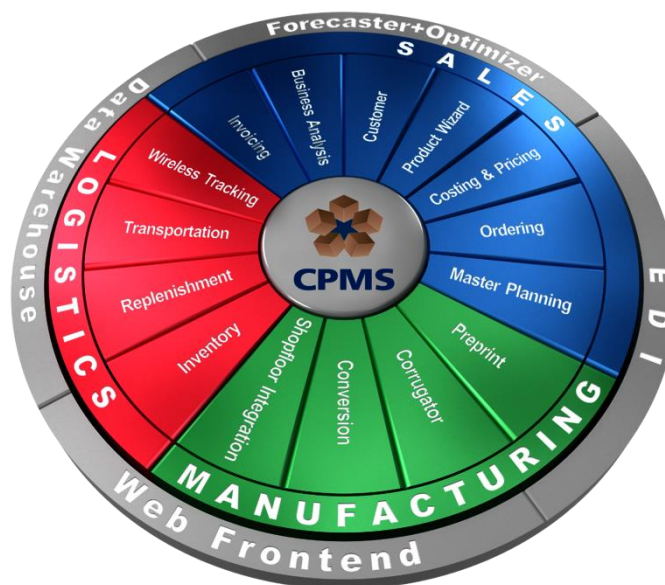 Forecaster+Optimizer
SALES
Data Warehouse
LOGISTICS
EDI
MANUFACTURING
Web Frontend
Invoicing
Business Analysis
Customer
Product Wizard
Costing & Pricing
Ordering
Master Planning
Preprint
Corrugator
Conversion
Shopfloor Integration
Inventory
Replenishment
Transportation
Wireless Tracking
CPMS